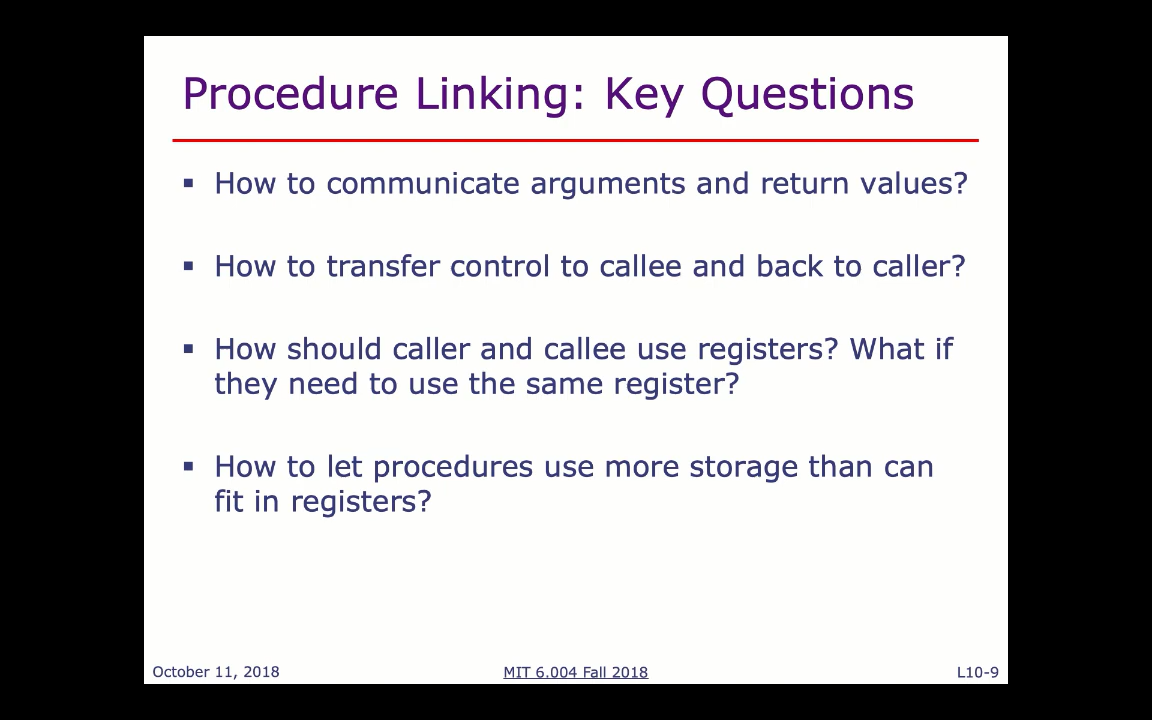 Procedure Linking: Key Questions
▪ How to communicate arguments and return values?
▪ How to transfer control to callee and back to caller?
▪ How should caller and callee use registers? What if
they need to use the same register?
▪ How to let procedures use more storage than can
fit in registers?
October 11, 2018
MIT 6.004 Fall 2018
L10-9